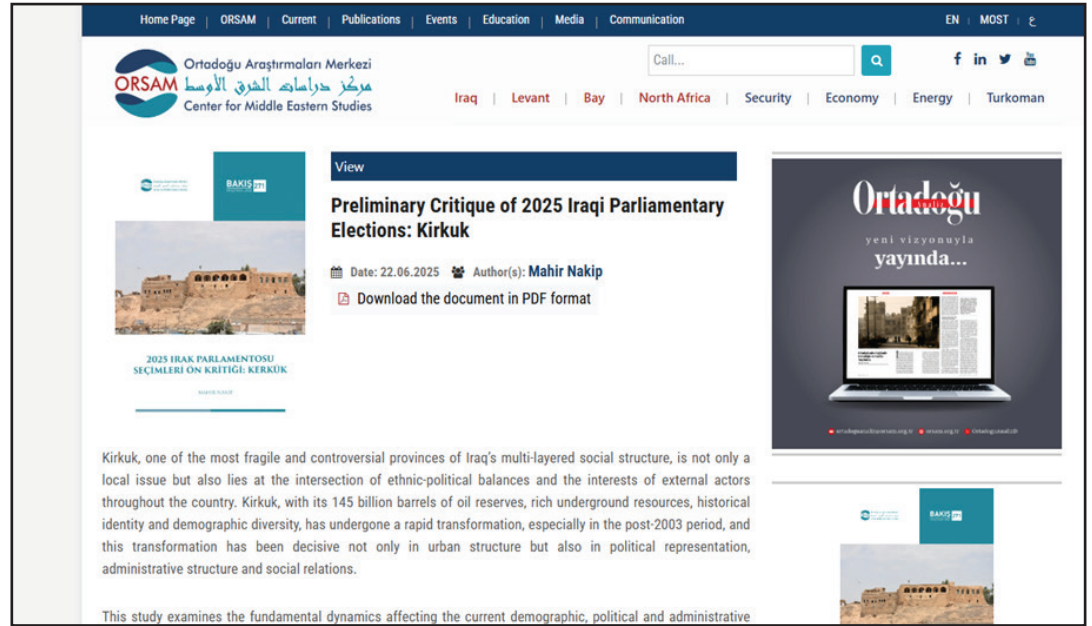 Home Page | ORSAM | Current | Publications | Events | Education | Media | Communication
EN | MOST | ع
ORSAM
Ortadoğu Araştırmaları Merkezi
مركز دراسات الشرق الأوسط
Center for Middle Eastern Studies
Call...
Iraq | Levant | Bay | North Africa | Security | Economy | Energy | Turkoman
BAKIŞ 271
2025 IRAK PARLAMENTOSU
SEÇİMLERİ ÖN KRİTİĞİ: KERKÜK
MAHİR NAKİP
View
Preliminary Critique of 2025 Iraqi Parliamentary
Elections: Kirkuk
Date: 22.06.2025 Author(s): Mahir Nakip
Download the document in PDF format
Ortadoğu
yeni vizyonuyla
yayında...
Kirkuk, one of the most fragile and controversial provinces of Iraq's multi-layered social structure, is not only a
local issue but also lies at the intersection of ethnic-political balances and the interests of external actors
throughout the country. Kirkuk, with its 145 billion barrels of oil reserves, rich underground resources, historical
identity and demographic diversity, has undergone a rapid transformation, especially in the post-2003 period, and
this transformation has been decisive not only in urban structure but also in political representation,
administrative structure and social relations.
This study examines the fundamental dynamics affecting the current demographic, political and administrative
BAKIŞ 271